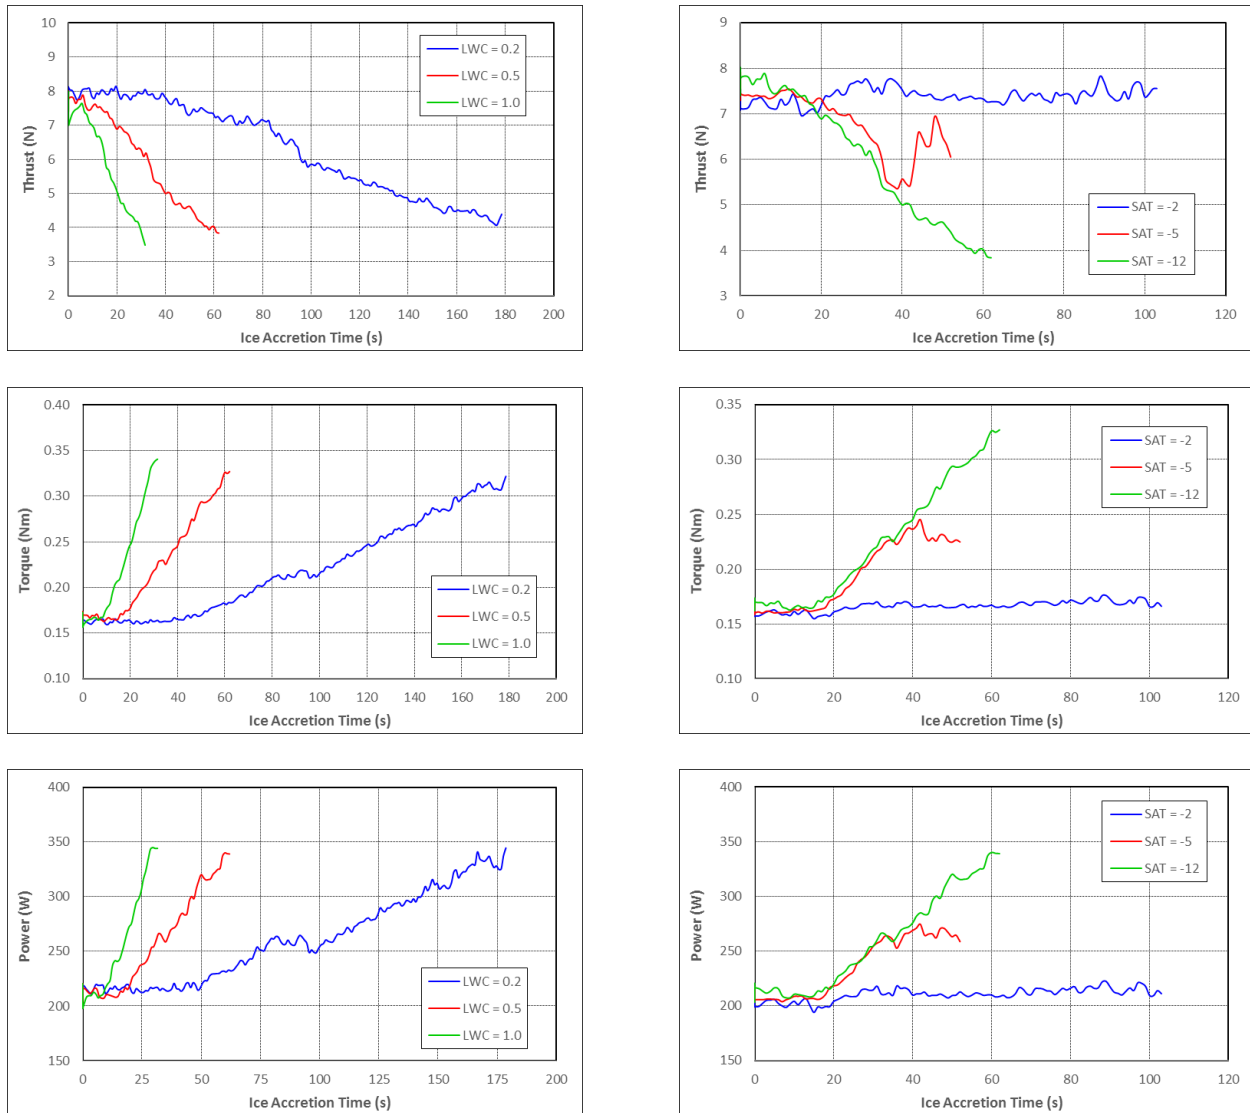 10
9
8
7
6
5
4
3
2
Thrust (N)
LWC = 0.2
LWC = 0.5
LWC = 1.0
0 20 40 60 80 100 120 140 160 180 200
Ice Accretion Time (s)
9
8
7
6
5
4
3
Thrust (N)
SAT = -2
SAT = -5
SAT = -12
0 20 40 60 80 100 120
Ice Accretion Time (s)
0.40
0.35
0.30
0.25
0.20
0.15
0.10
Torque (Nm)
LWC = 0.2
LWC = 0.5
LWC = 1.0
0 20 40 60 80 100 120 140 160 180 200
Ice Accretion Time (s)
0.35
0.30
0.25
0.20
0.15
0.10
Torque (Nm)
SAT = -2
SAT = -5
SAT = -12
0 20 40 60 80 100 120
Ice Accretion Time (s)
400
350
300
250
200
150
Power (W)
LWC = 0.2
LWC = 0.5
LWC = 1.0
0 25 50 75 100 125 150 175 200
Ice Accretion Time (s)
400
350
300
250
200
150
Power (W)
SAT = -2
SAT = -5
SAT = -12
0 20 40 60 80 100 120
Ice Accretion Time (s)